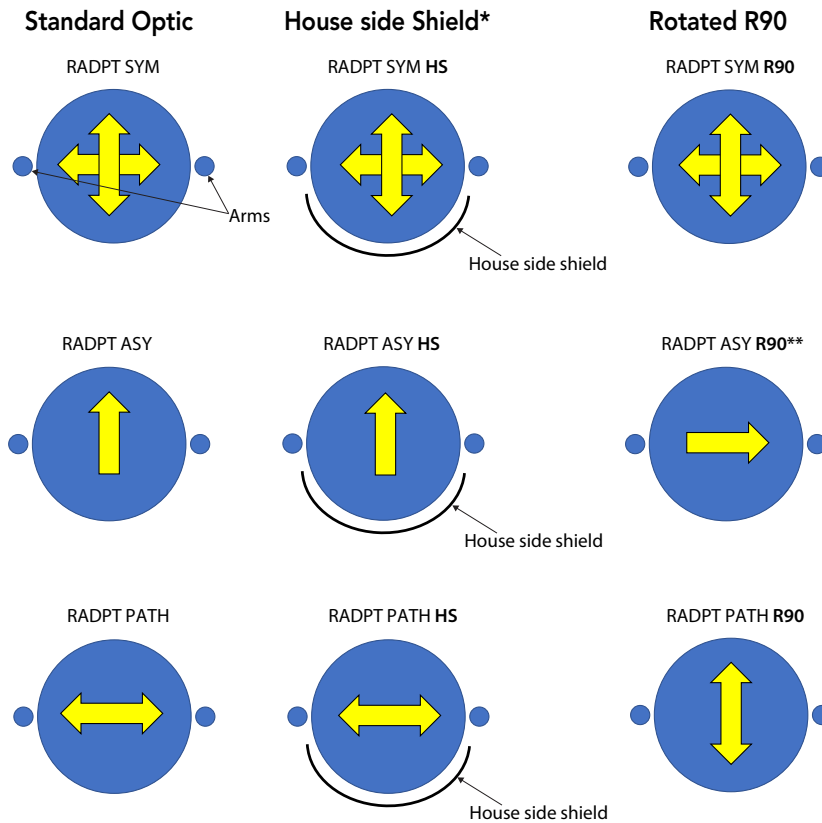 Standard Optic
House side Shield*
Rotated R90
RADPT SYM
RADPT SYM HS
RADPT SYM R90
Arms
House side shield
RADPT ASY
RADPT ASY HS
RADPT ASY R90**
House side shield
RADPT PATH
RADPT PATH HS
RADPT PATH R90
House side shield